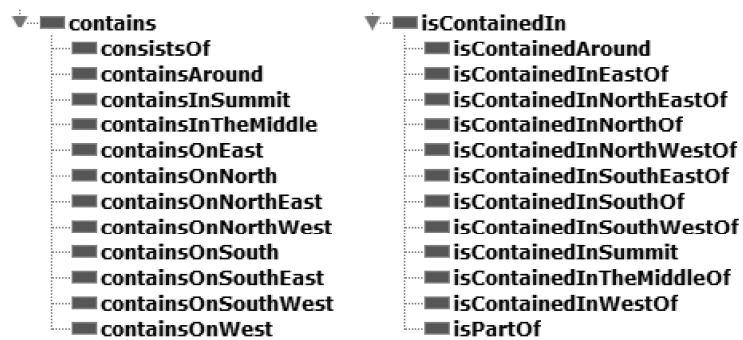 contains
consistsOf
containsAround
containsInSummit
containsInTheMiddle
containsOnEast
containsOnNorth
containsOnNorthEast
containsOnNorthWest
containsOnSouth
containsOnSouthEast
containsOnSouthWest
containsOnWest
isContainedIn
isContainedAround
isContainedInEastOf
isContainedInNorthEastOf
isContainedInNorthOf
isContainedInNorthWestOf
isContainedInSouthEastOf
isContainedInSouthOf
isContainedInSouthWestOf
isContainedInSummit
isContainedInTheMiddleOf
isContainedInWestOf
isPartOf